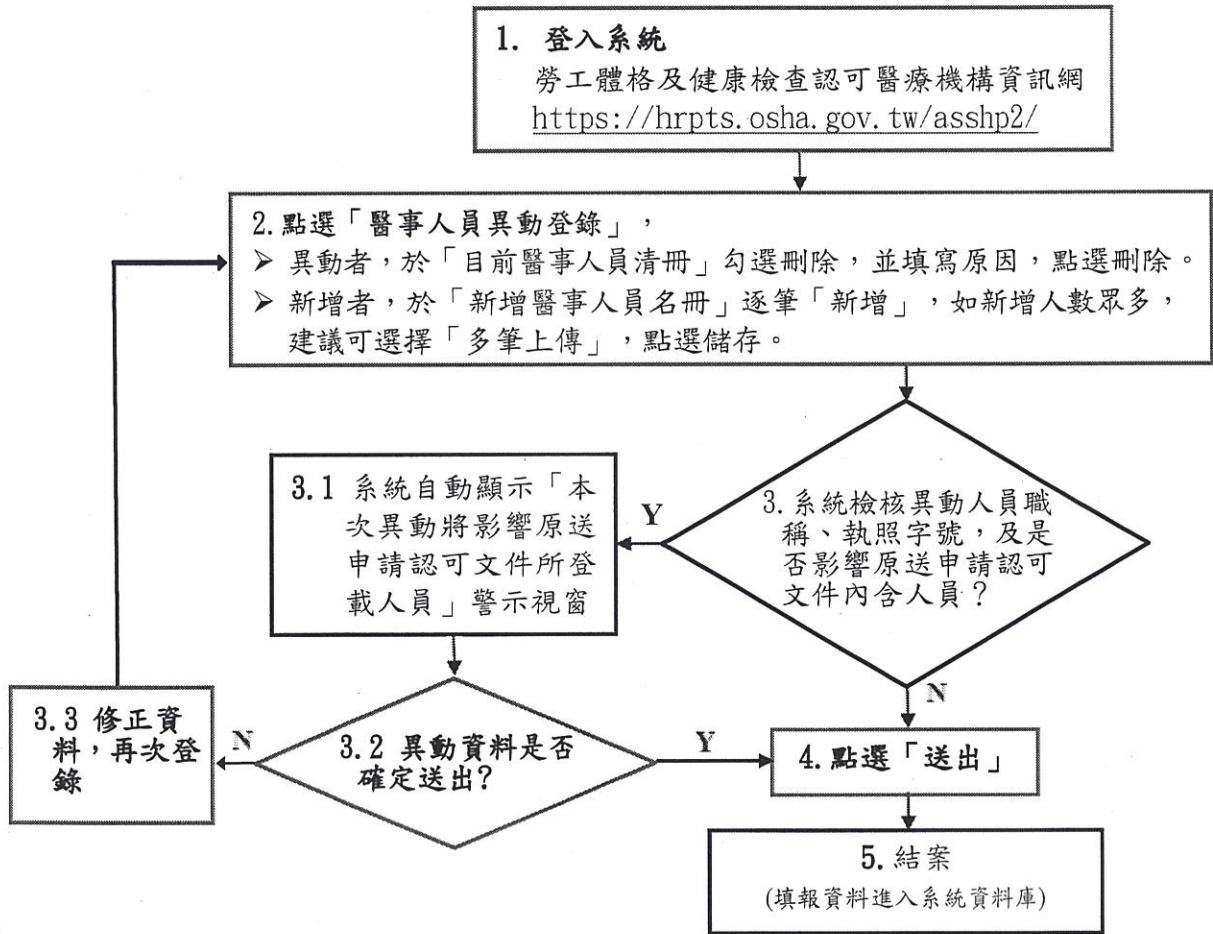 1. 登入系統
勞工體格及健康檢查認可醫療機構資訊網
https://hrpts.osha.gov.tw/asshp2/
2.點選「醫事人員異動登錄」，
➢ 異動者，於「目前醫事人員清冊」勾選刪除，並填寫原因，點選刪除。
➢ 新增者，於「新增醫事人員名冊」逐筆「新增」，如新增人數眾多，
建議可選擇「多筆上傳」，點選儲存。
3.系統檢核異動人員職
稱、執照字號，及是
否影響原送申請認可
文件內含人員？
Y
3.1 系統自動顯示「本
次異動將影響原送
申請認可文件所登
載人員」警示視窗
N
3.2 異動資料是否
確定送出?
N
3.3 修正資
料，再次登
錄
Y
4.點選「送出」
5.結案
(填報資料進入系統資料庫)